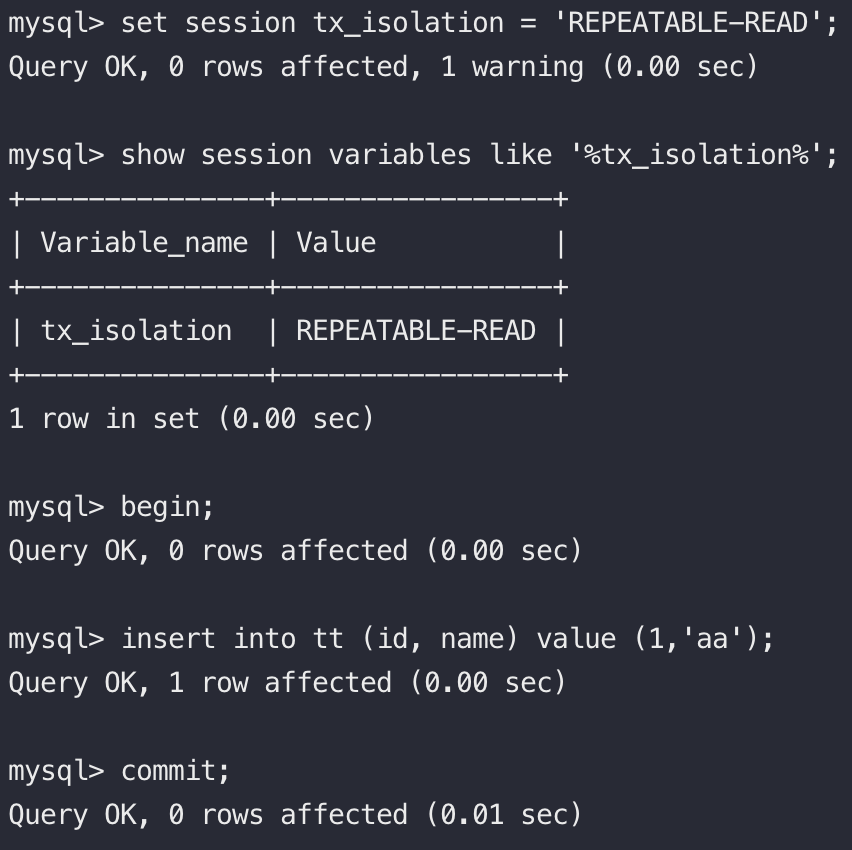 mysql> set session tx_isolation = 'REPEATABLE-READ';
Query OK, 0 rows affected, 1 warning (0.00 sec)
mysql> show session variables like '%tx_isolation%';
+---------------+-----------------+
| Variable_name | Value           |
+---------------+-----------------+
| tx_isolation  | REPEATABLE-READ |
+---------------+-----------------+
1 row in set (0.00 sec)
mysql> begin;
Query OK, 0 rows affected (0.00 sec)
mysql> insert into tt (id, name) value (1,'aa');
Query OK, 1 row affected (0.00 sec)
mysql> commit;
Query OK, 0 rows affected (0.01 sec)